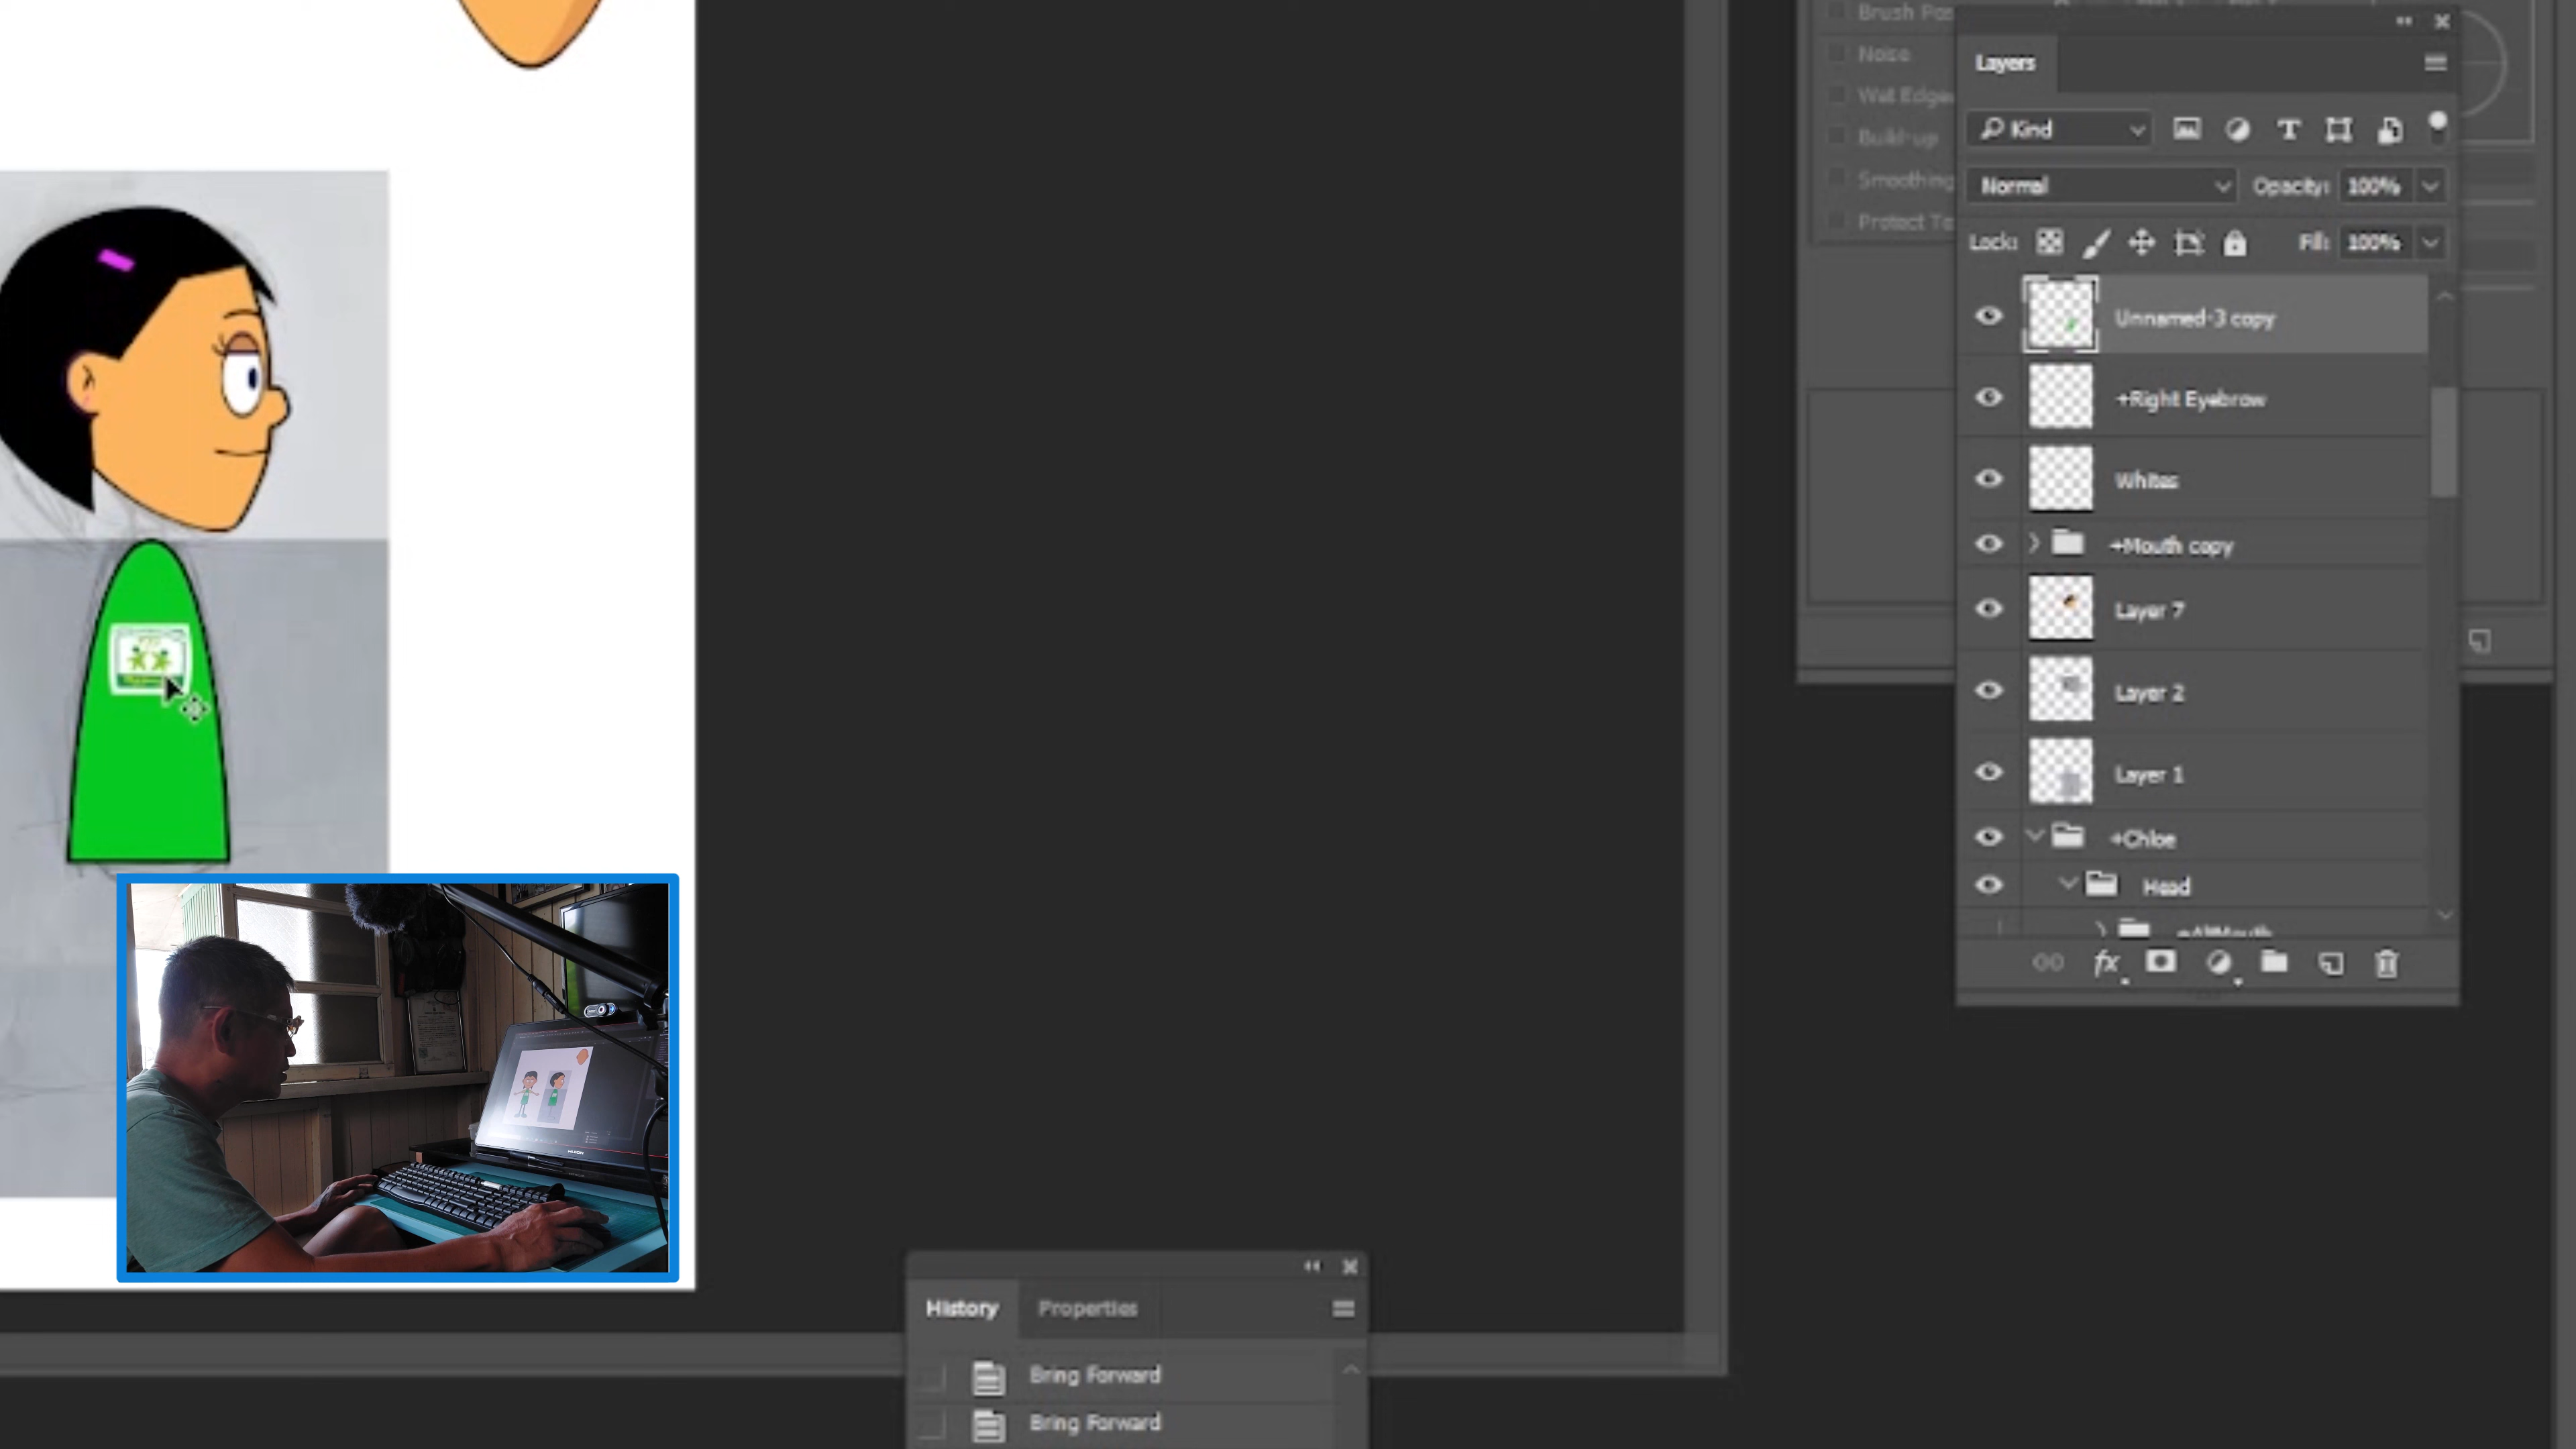 Brush Pos
Noise
Wet Edges
Build-up
Smoothing
Protect Te
Layers
Kind
Normal
Opacity: 100%
Lock:
Fill: 100%
Unnamed-3 copy
+Right Eyebrow
Whites
+Mouth copy
Layer 7
Layer 2
Layer 1
+Chloe
Head
fx
History
Properties
Bring Forward
Bring Forward
HUION